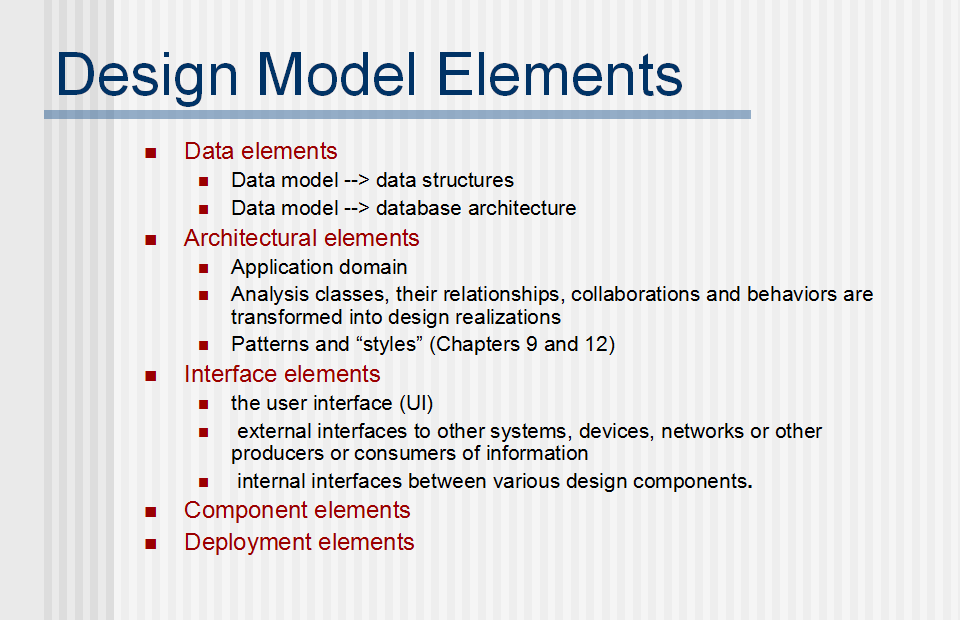 Design Model Elements
Data elements
Data model --> data structures
Data model --> database architecture
Architectural elements
Application domain
Analysis classes, their relationships, collaborations and behaviors are
transformed into design realizations
Patterns and “styles” (Chapters 9 and 12)
Interface elements
the user interface (UI)
external interfaces to other systems, devices, networks or other
producers or consumers of information
internal interfaces between various design components.
Component elements
Deployment elements